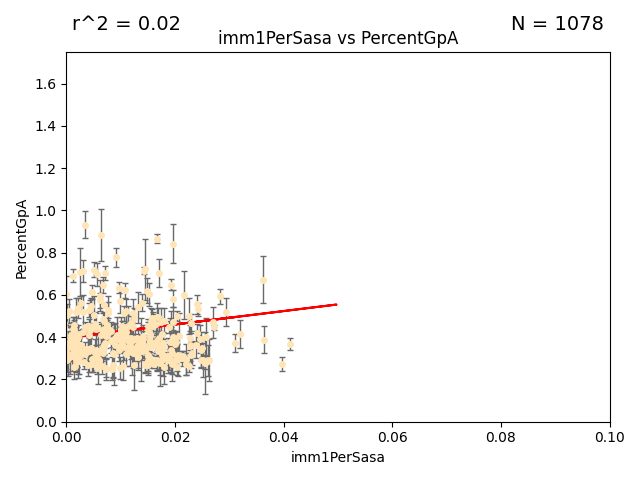 r^2 = 0.02
N = 1078
imm1PerSasa vs PercentGpA
PercentGpA
1.6
1.4
1.2
1.0
0.8
0.6
0.4
0.2
0.0
0.00 0.02 0.04 0.06 0.08 0.10
imm1PerSasa